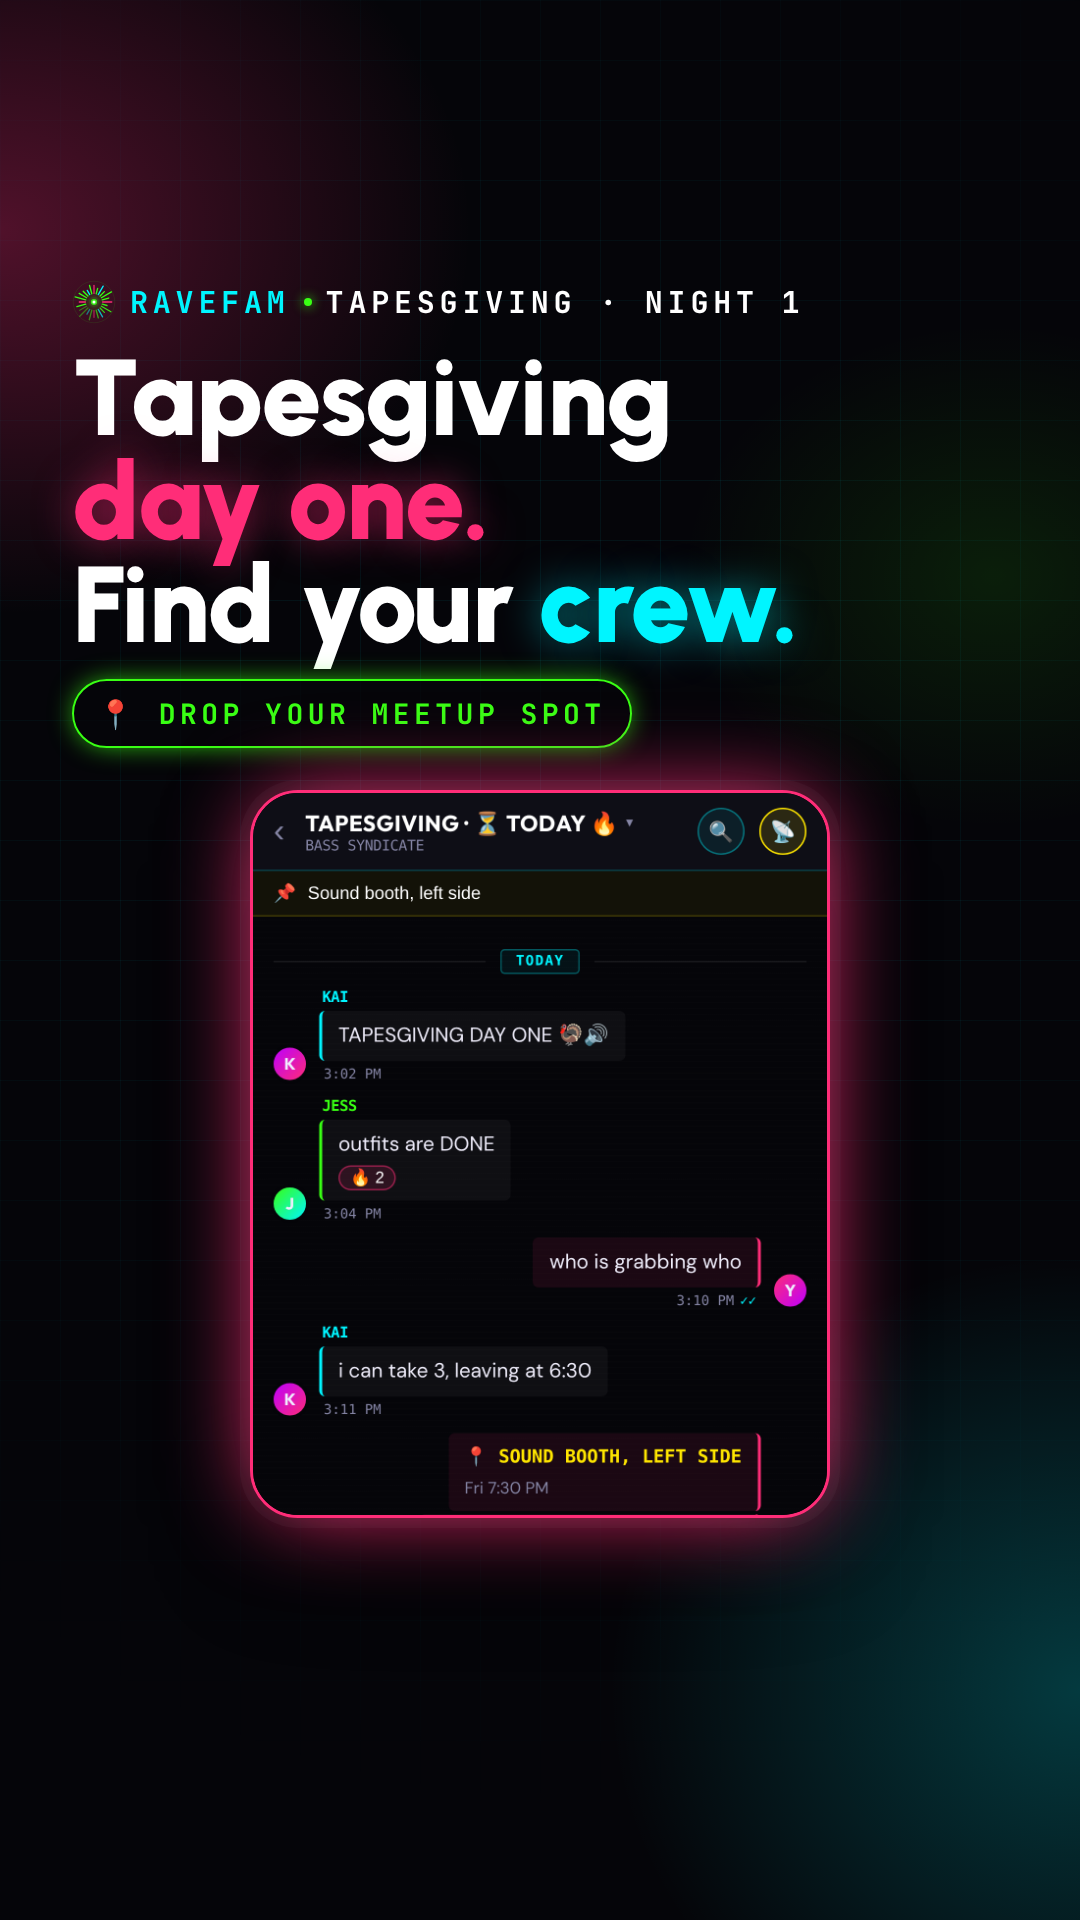 RAVEFAM • TAPESGIVING · NIGHT 1
Tapesgiving
day one.
Find your crew.
📍 DROP YOUR MEETUP SPOT
‹ TAPESGIVING · ⏳ TODAY 🔥 ▾
BASS SYNDICATE
📌 Sound booth, left side
TODAY
KAI
TAPESGIVING DAY ONE 🦃🔊
K
3:02 PM
JESS
outfits are DONE
🔥 2
J
3:04 PM
who is grabbing who
Y
3:10 PM ✓✓
KAI
i can take 3, leaving at 6:30
K
3:11 PM
📍 SOUND BOOTH, LEFT SIDE
Fri 7:30 PM